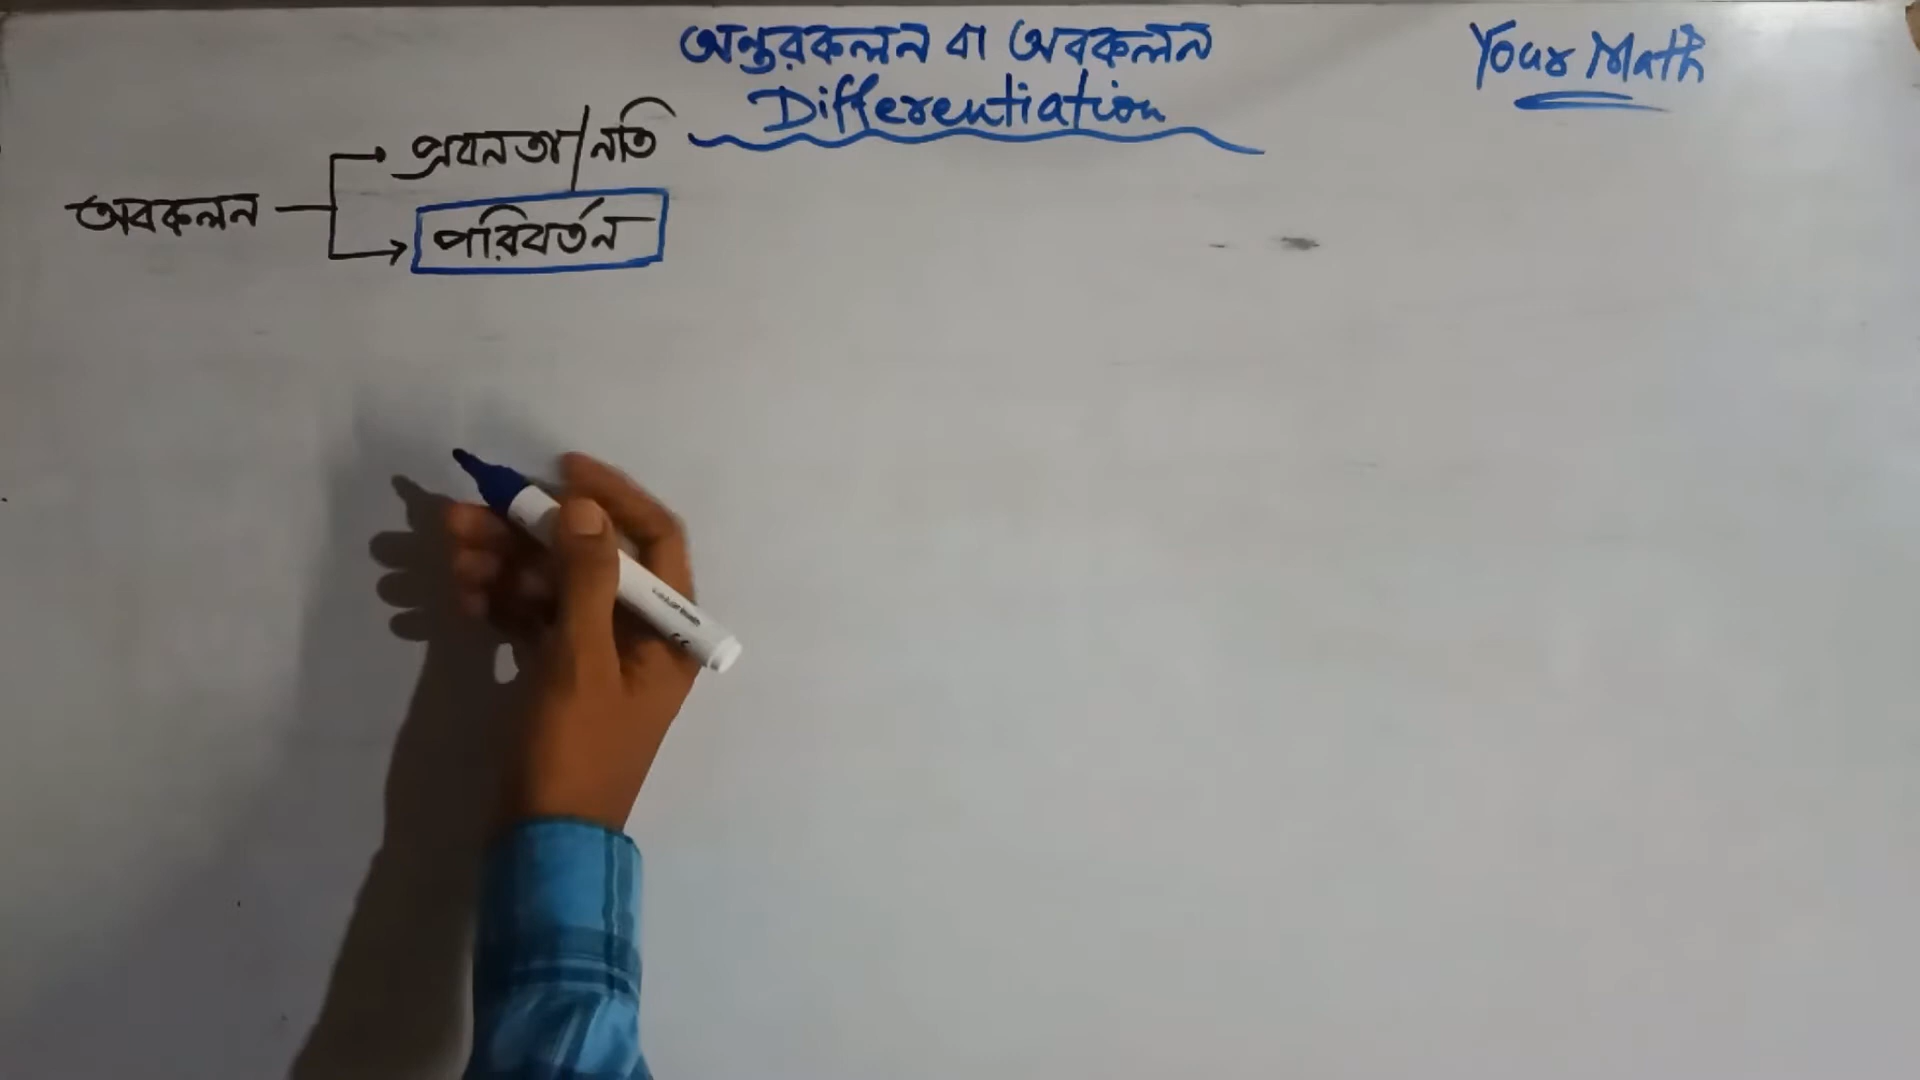 অন্তরকলন বা অবকলন
Differentiation
Your Math
প্রবনতা/নতি
অবকলন
পরিবর্তন